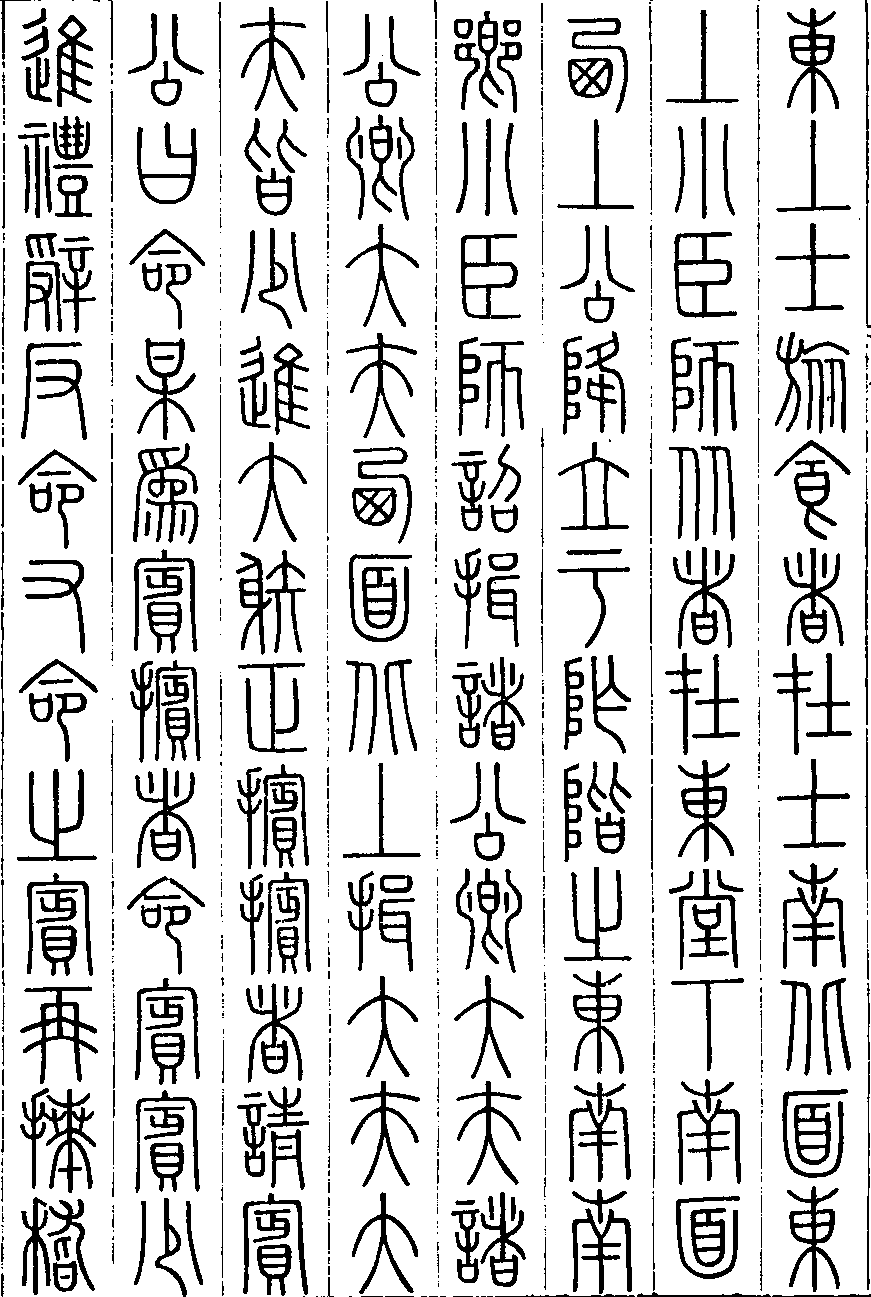 東上士旅食者在士南北面東
上小臣師从者在東堂下南面
西上公降立于阼階之東南南
鄉小臣師詔揖諸公卿大夫諸
公卿大夫西面北上揖大夫大
夫皆少進大射正擯擯者請賓
公曰命某爲賓擯者命賓賓少
進禮辭反命又命之賓再拜稽